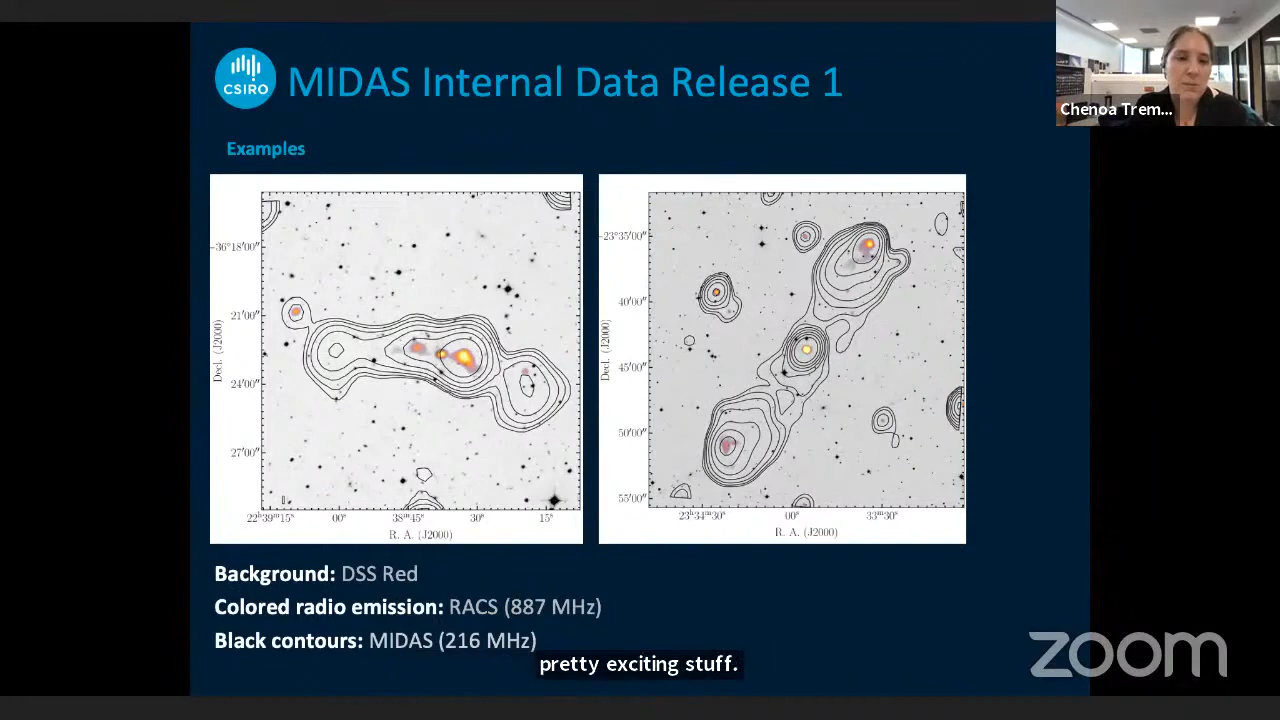 CSIRO
MIDAS Internal Data Release 1
Chenoa Trem...
Examples
-36°18′00″
21′00″
24′00″
27′00″
Decl. (J2000)
22ʰ39ᵐ15ˢ 00ˢ 38ᵐ45ˢ 30ˢ 15ˢ
R. A. (J2000)
-23°35′00″
40′00″
45′00″
50′00″
55′00″
Decl. (J2000)
23ʰ34ᵐ30ˢ 00ˢ 33ᵐ30ˢ
R. A. (J2000)
Background: DSS Red
Colored radio emission: RACS (887 MHz)
Black contours: MIDAS (216 MHz)
pretty exciting stuff.
zoom